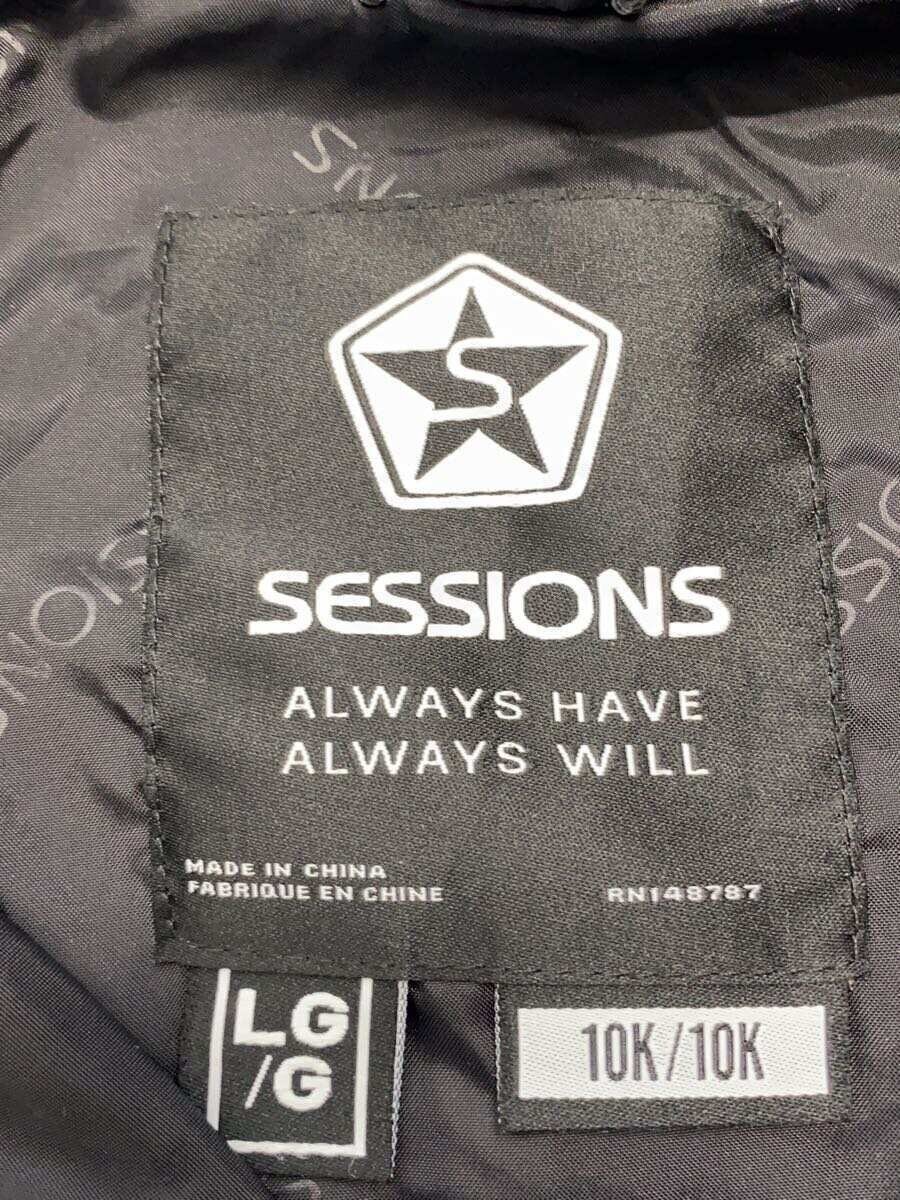 S
SESSIONS
ALWAYS HAVE
ALWAYS WILL
MADE IN CHINA
FABRIQUE EN CHINE
RN148787
LG
/G
10K/10K